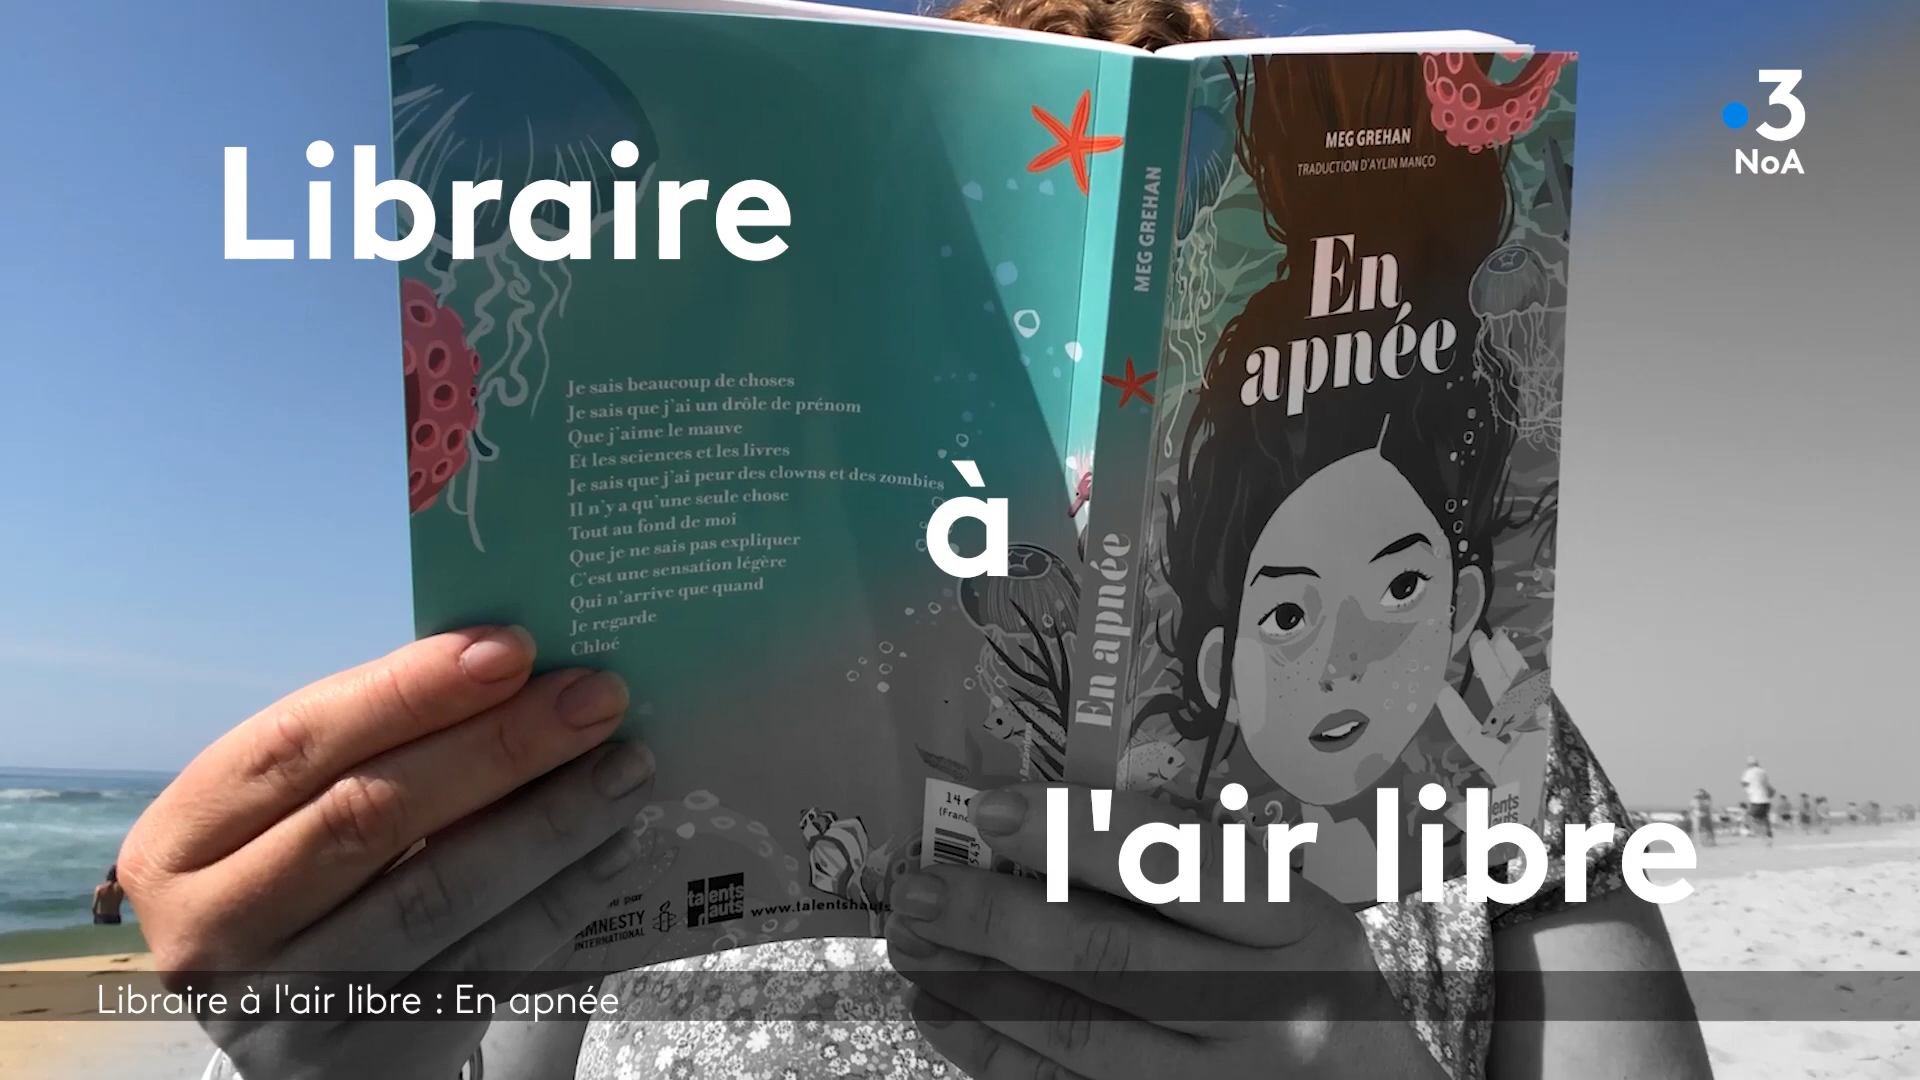 Libraire
à
l'air libre
3
NoA
MEG GREHAN
TRADUCTION D'AYLIN MANÇO
En
apnée
MEG GREHAN
En apnée
Je sais beaucoup de choses
Je sais que j'ai un drôle de prénom
Que j'aime le mauve
Et les sciences et les livres
Je sais que j'ai peur des clowns et des zombies
Il n'y a qu'une seule chose
Tout au fond de moi
Que je ne sais pas expliquer
C'est une sensation légère
Qui n'arrive que quand
Je regarde
Chloé
14
par
AMNESTY
INTERNATIONAL
talents
hauts
Libraire à l'air libre : En apnée